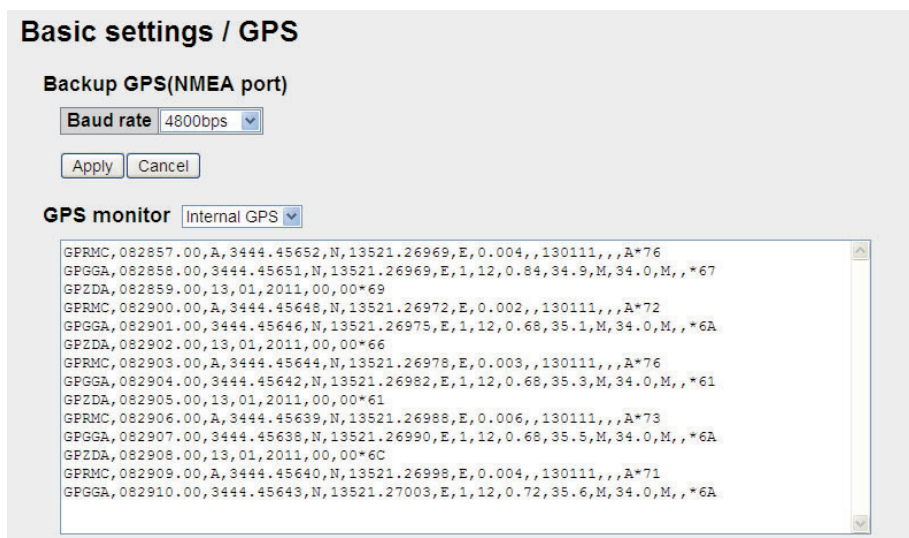 Basic settings / GPS
Backup GPS(NMEA port)
Baud rate 4800bps
Apply Cancel
GPS monitor Internal GPS
GPRMC,082857.00,A,3444.45652,N,13521.26969,E,0.004,,130111,,,A*76
GPGGA,082858.00,3444.45651,N,13521.26969,E,1,12,0.84,34.9,M,34.0,M,,*67
GPZDA,082859.00,13,01,2011,00,00*69
GPRMC,082900.00,A,3444.45648,N,13521.26972,E,0.002,,130111,,,A*72
GPGGA,082901.00,3444.45646,N,13521.26975,E,1,12,0.68,35.1,M,34.0,M,,*6A
GPZDA,082902.00,13,01,2011,00,00*66
GPRMC,082903.00,A,3444.45644,N,13521.26978,E,0.003,,130111,,,A*76
GPGGA,082904.00,3444.45642,N,13521.26982,E,1,12,0.68,35.3,M,34.0,M,,*61
GPZDA,082905.00,13,01,2011,00,00*61
GPRMC,082906.00,A,3444.45639,N,13521.26988,E,0.006,,130111,,,A*73
GPGGA,082907.00,3444.45638,N,13521.26990,E,1,12,0.68,35.5,M,34.0,M,,*6A
GPZDA,082908.00,13,01,2011,00,00*6C
GPRMC,082909.00,A,3444.45640,N,13521.26998,E,0.004,,130111,,,A*71
GPGGA,082910.00,3444.45643,N,13521.27003,E,1,12,0.72,35.6,M,34.0,M,,*6A